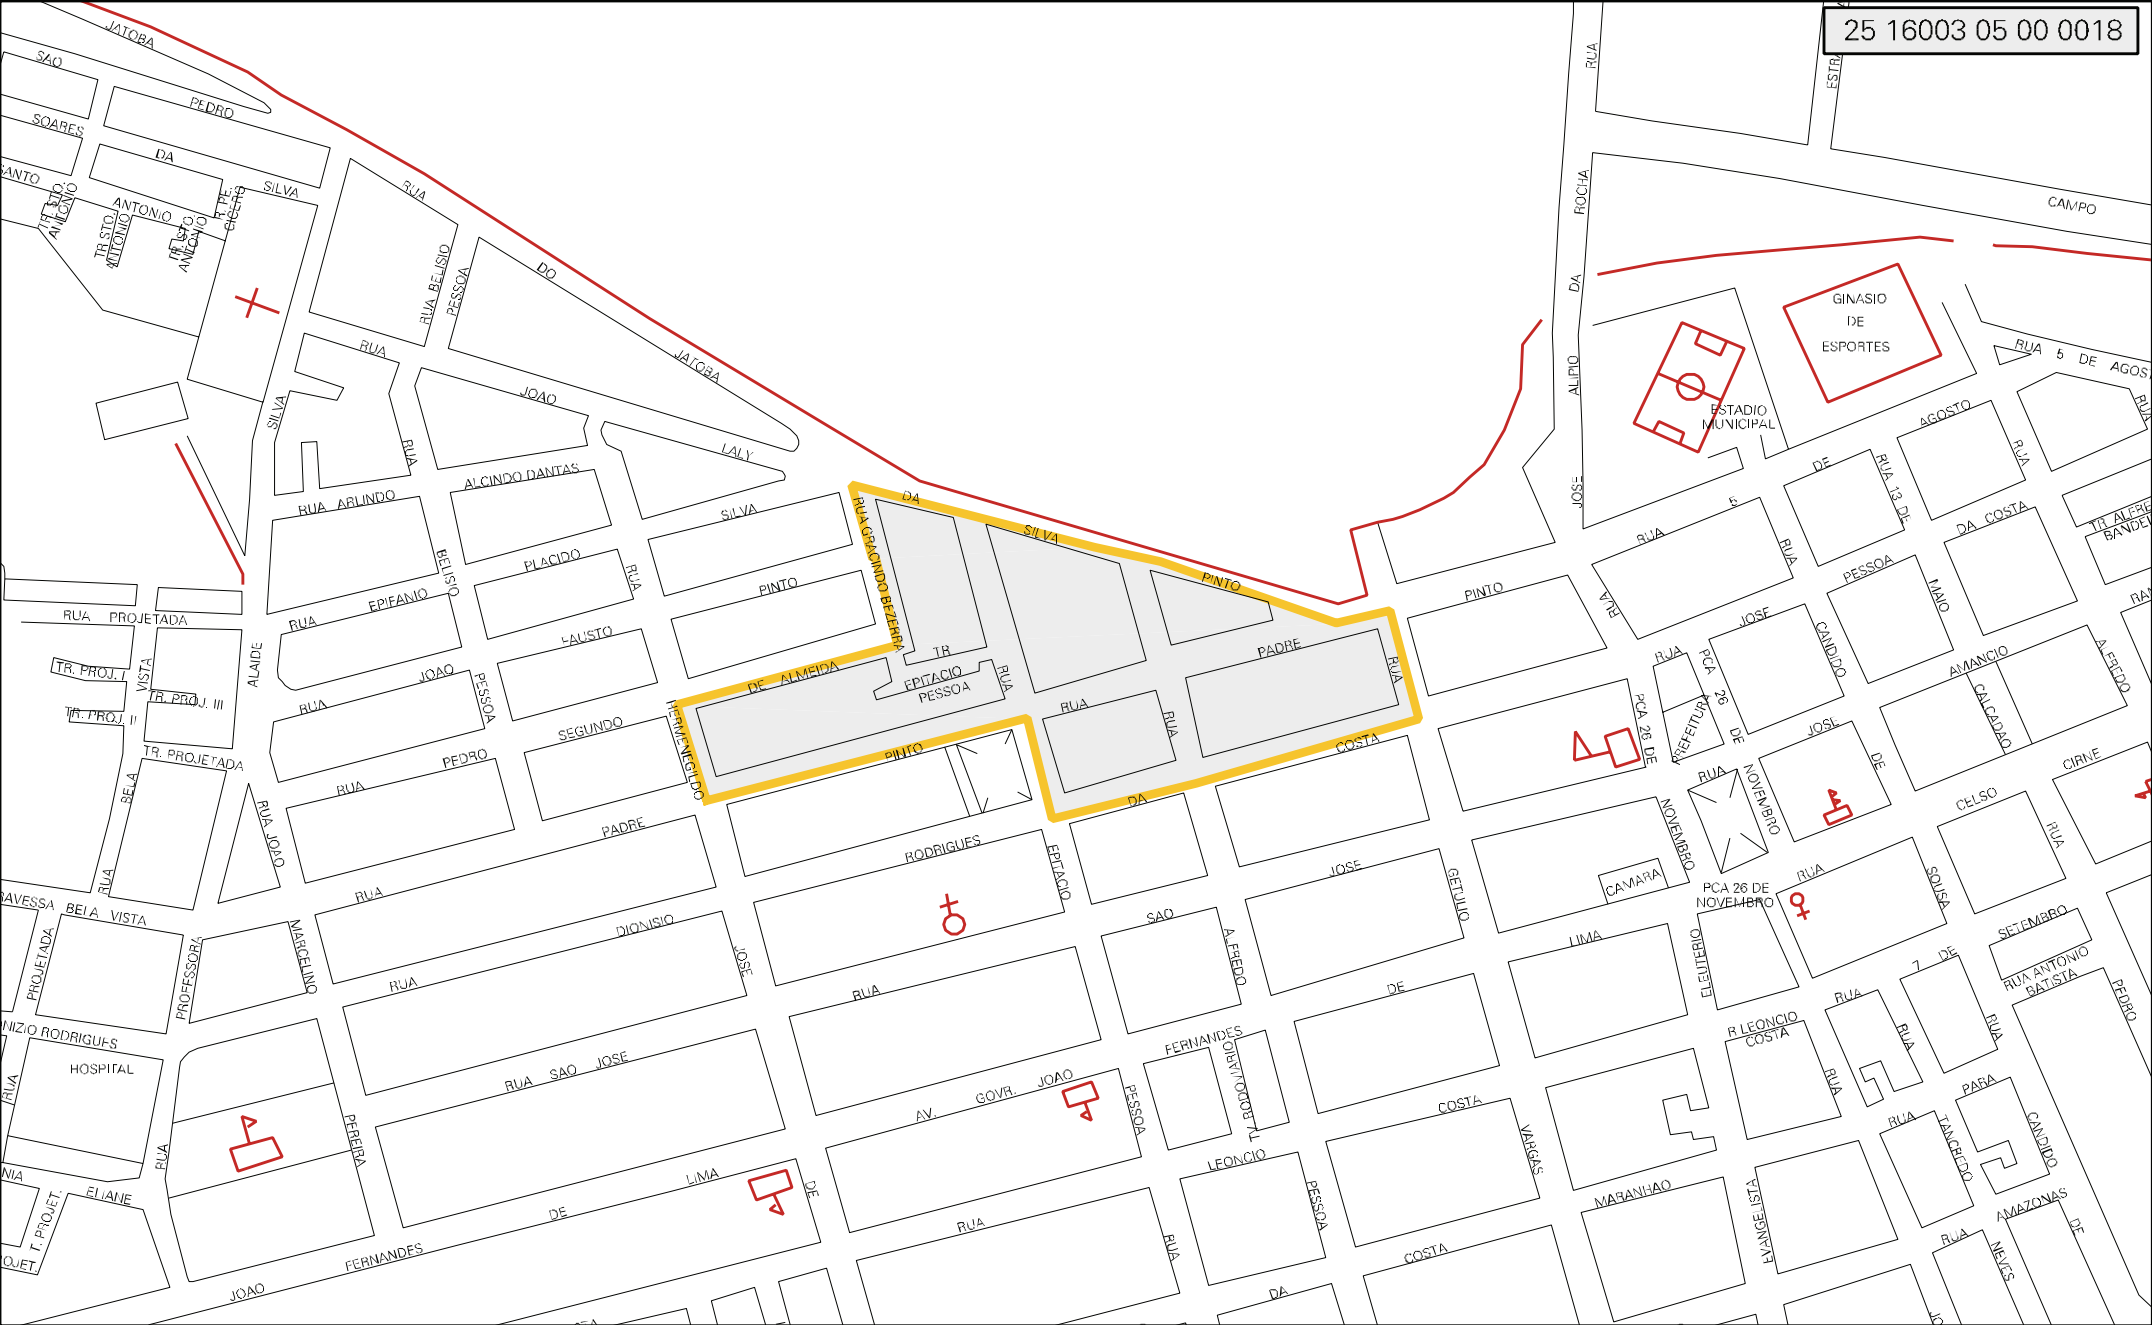 25 16003 05 00 0018
JATOBA
SAO
PEDRO
SOARES
DA
SILVA
SANTO
ANTONIO
TR. STO.
ANTONIO
TR STO.
ANTONIO
TR. STO.
ANTONIO
R. PE.
CICERO
RUA
DO
JATOBA
DA
SILVA
PINTO
RUA BELISIO
PESSOA
RUA
JOAO
LALY
RUA
ROCHA
DA
ALIPIO
JOSE
CAMPO
GINASIO
DE
ESPORTES
ESTADIO
MUNICIPAL
RUA 5 DE
AGOSTO
RUA
5
DE
RUA 13 DE
MAIO
RUA
SILVA
RUA
BELISIO
PESSOA
RUA ARLINDO
ALCINDO DANTAS
SILVA
RUA
EPIFANIO
PLACIDO
PINTO
RUA
JOAO
FAUSTO
DE ALMEIDA
RUA
PEDRO
SEGUNDO
PINTO
RUA
HERMENEGILDO
RUA GRACINDO BEZERRA
TR
EPITACIO
PESSOA
RUA
EPITACIO
PESSOA
RUA
PADRE
PINTO
RUA
RUA
ALFREDO
PESSOA
RUA
GETULIO
VARGAS
RUA PROJETADA
TR. PROJ. I
VISTA
TR. PROJ. III
TR. PROJ. II
TR. PROJETADA
BELA
RUA
ALAIDE
RUA JOAO
MARCELINO
PEREIRA
RUA
PADRE
RODRIGUES
DA
COSTA
RUA
DIONISIO
RUA
SAO
JOSE
RUA SAO JOSE
AV. GOVR. JOAO
FERNANDES
DE
LIMA
JOAO
FERNANDES
DE
LIMA
JOSE
DE
RUA
LEONCIO
COSTA
RUA
DA
COSTA
MARANHAO
BELA VISTA
PROJETADA
PROFESSORA
RUA
RODRIGUES
HOSPITAL
RUA
ELIANE
T. PROJET.
TV RODOVIARIO
RUA
PCA 26 DE
NOVEMBRO
PCA 26 DE
NOVEMBRO
PCA 26 DE
NOVEMBRO
PREFEITURA
CAMARA
RUA
JOSE
PESSOA
DA COSTA
RUA
CANDIDO
DE
SOUSA
RUA
JOSE
AMANCIO
CALCADAO
ALFREDO
RUA
CELSO
CIRNE
RUA
RUA
7 DE
SETEMBRO
RUA ANTONIO
BATISTA
PEDRO
ELEUTERIO
R LEONCIO
COSTA
RUA
EVANGELISTA
RUA
TANCREDO
NEVES
RUA
CANDIDO
DE
RUA
PARA
RUA
AMAZONAS
DA